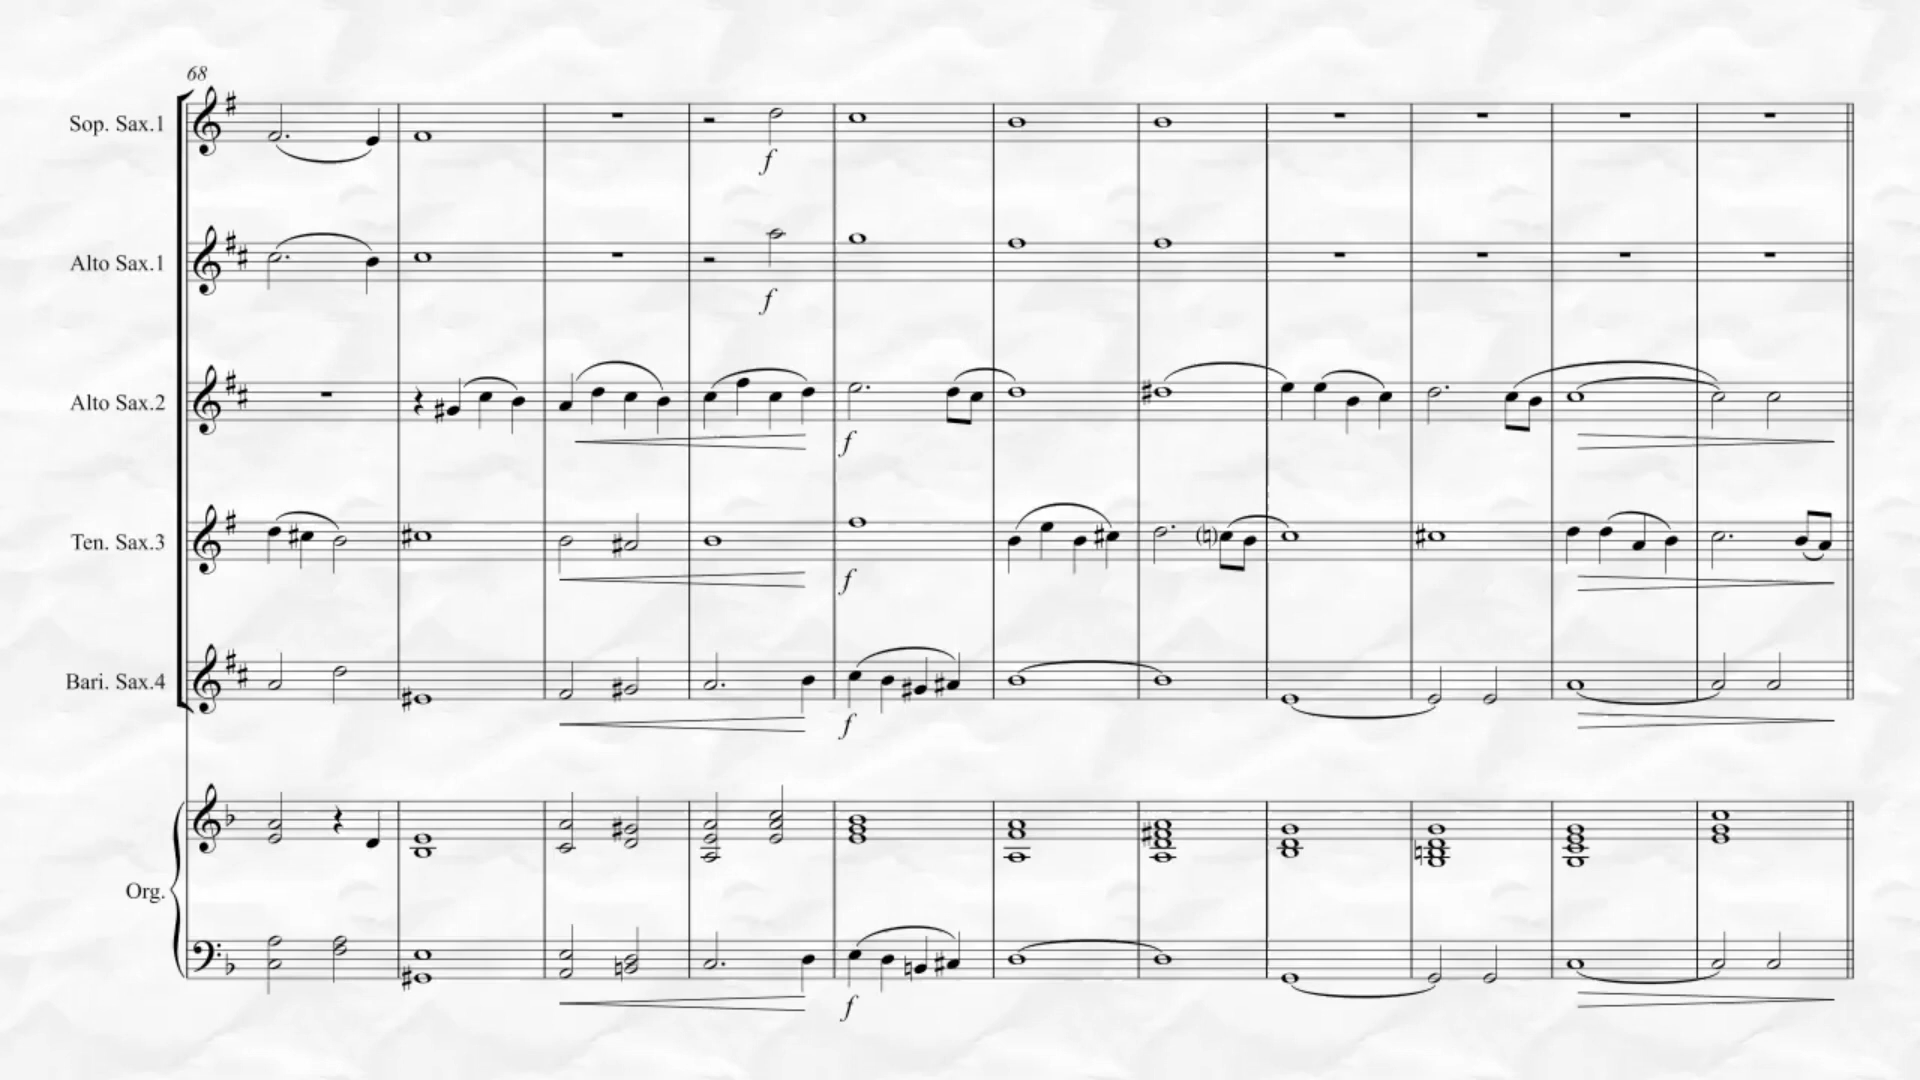 68
Sop. Sax.1
f
Alto Sax.1
f
Alto Sax.2
f
Ten. Sax.3
f
Bari. Sax.4
f
Org.
f